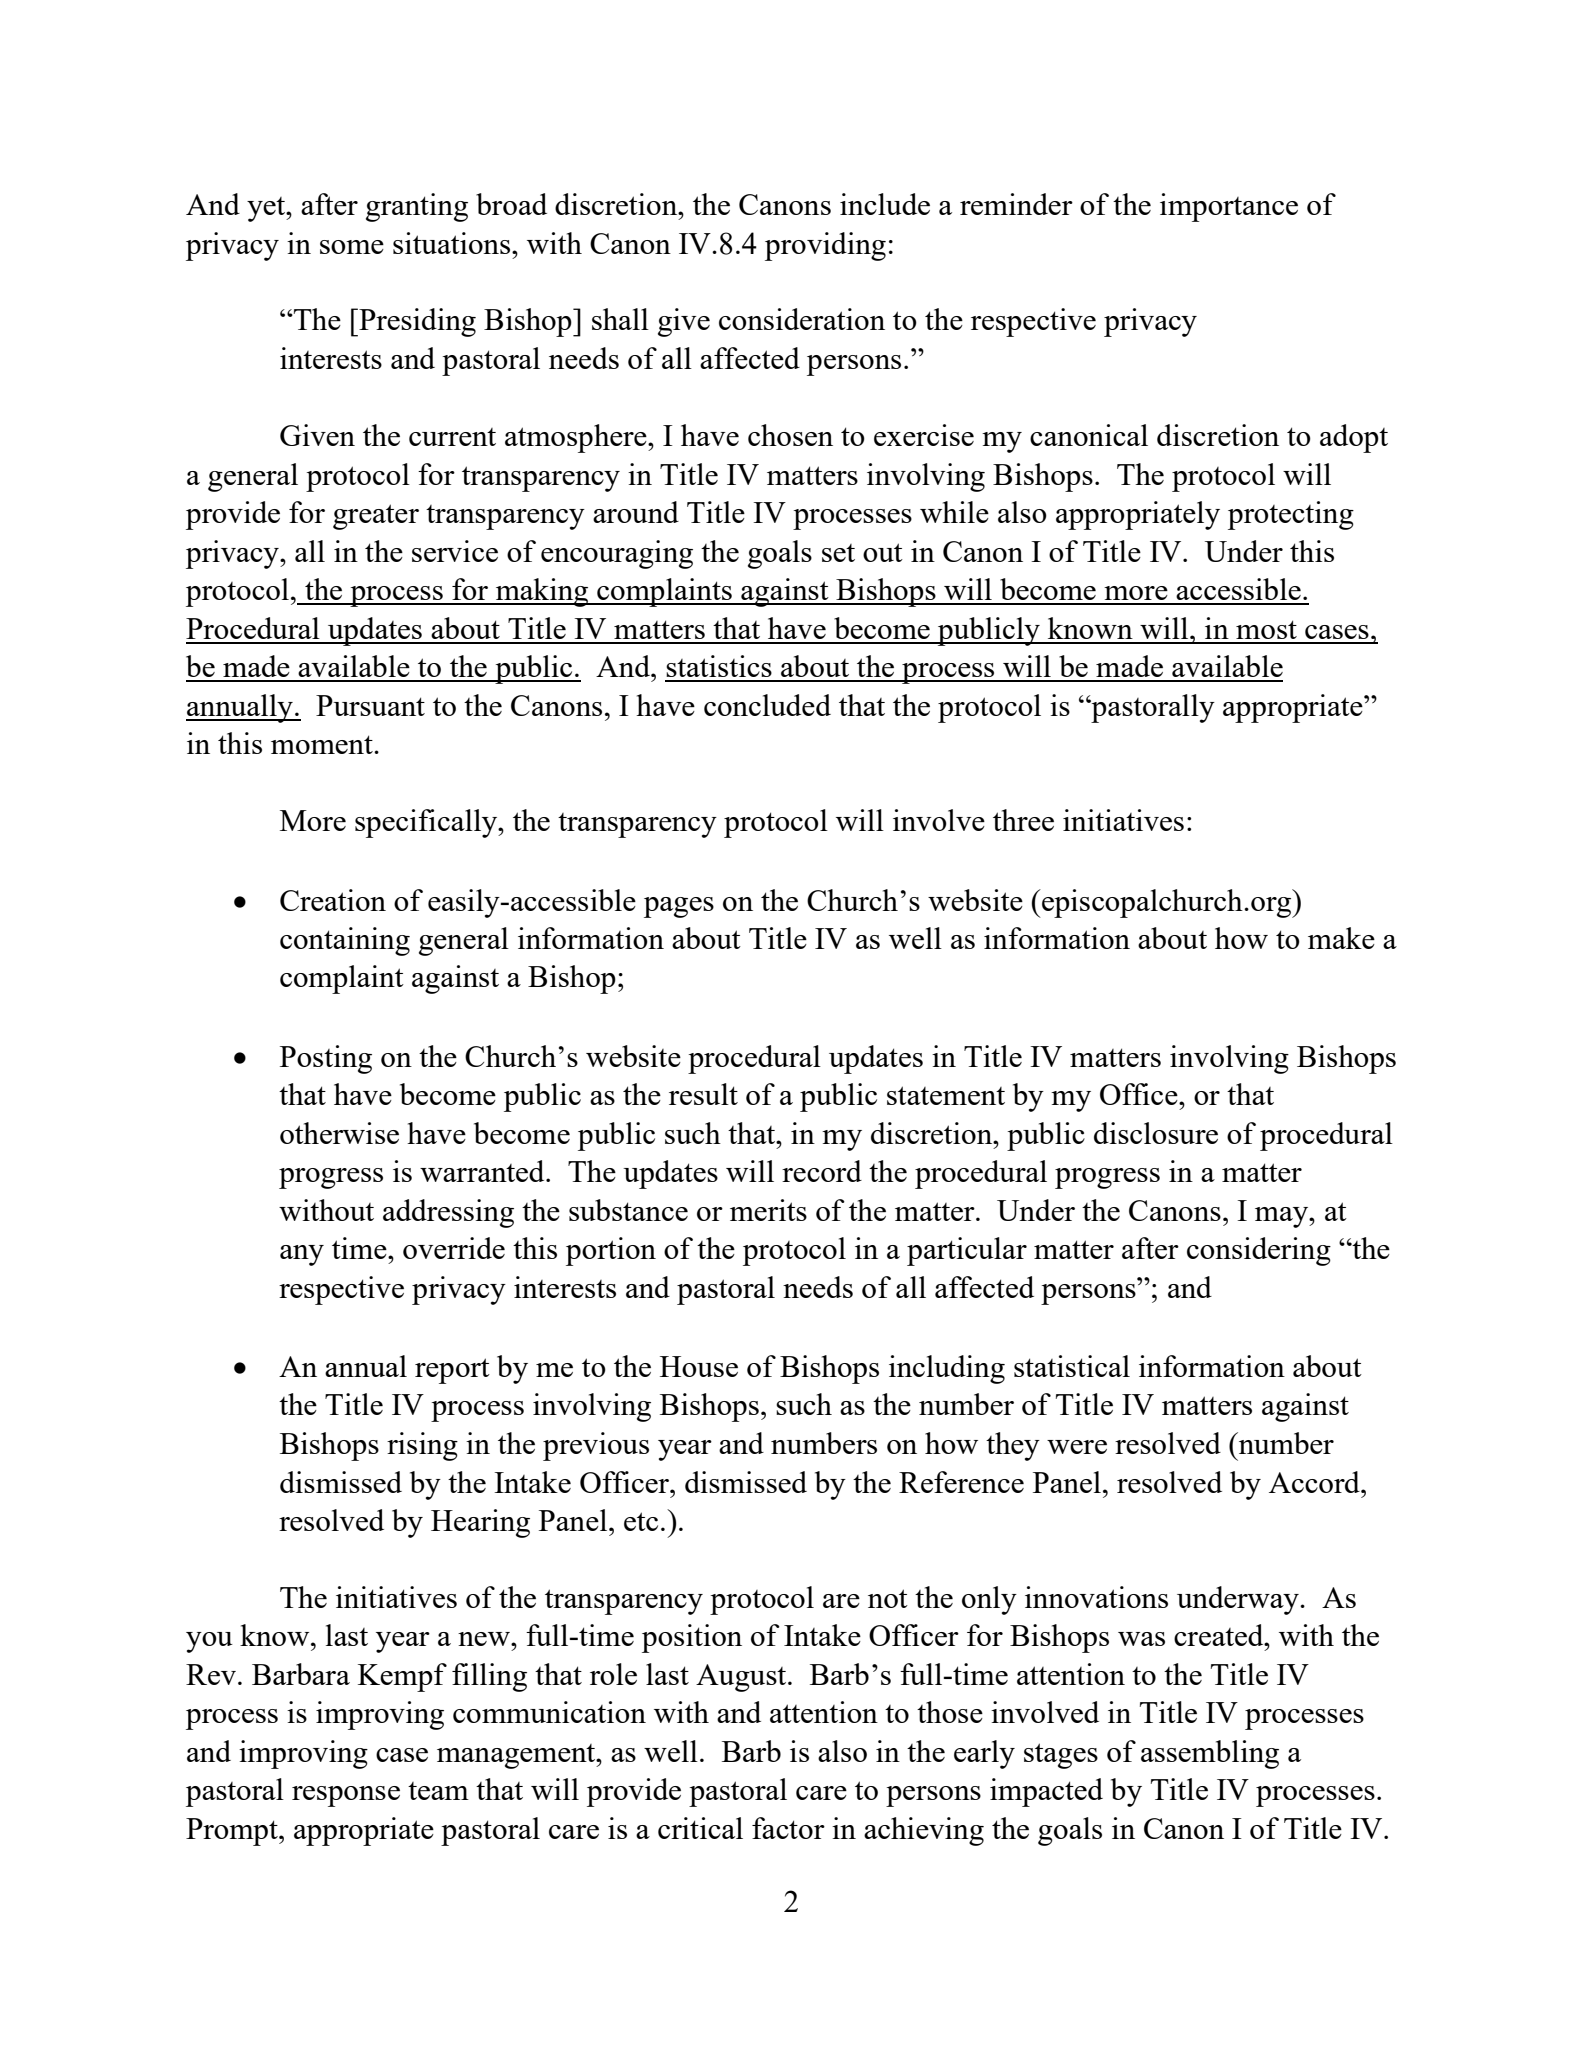 And yet, after granting broad discretion, the Canons include a reminder of the importance of
privacy in some situations, with Canon IV.8.4 providing:
“The [Presiding Bishop] shall give consideration to the respective privacy
interests and pastoral needs of all affected persons.”
Given the current atmosphere, I have chosen to exercise my canonical discretion to adopt
a general protocol for transparency in Title IV matters involving Bishops.  The protocol will
provide for greater transparency around Title IV processes while also appropriately protecting
privacy, all in the service of encouraging the goals set out in Canon I of Title IV.  Under this
protocol, the process for making complaints against Bishops will become more accessible.
Procedural updates about Title IV matters that have become publicly known will, in most cases,
be made available to the public.  And, statistics about the process will be made available
annually.  Pursuant to the Canons, I have concluded that the protocol is “pastorally appropriate”
in this moment.
More specifically, the transparency protocol will involve three initiatives:
• Creation of easily-accessible pages on the Church’s website (episcopalchurch.org)
containing general information about Title IV as well as information about how to make a
complaint against a Bishop;
• Posting on the Church’s website procedural updates in Title IV matters involving Bishops
that have become public as the result of a public statement by my Office, or that
otherwise have become public such that, in my discretion, public disclosure of procedural
progress is warranted.  The updates will record the procedural progress in a matter
without addressing the substance or merits of the matter.  Under the Canons, I may, at
any time, override this portion of the protocol in a particular matter after considering “the
respective privacy interests and pastoral needs of all affected persons”; and
• An annual report by me to the House of Bishops including statistical information about
the Title IV process involving Bishops, such as the number of Title IV matters against
Bishops rising in the previous year and numbers on how they were resolved (number
dismissed by the Intake Officer, dismissed by the Reference Panel, resolved by Accord,
resolved by Hearing Panel, etc.).
The initiatives of the transparency protocol are not the only innovations underway.  As
you know, last year a new, full-time position of Intake Officer for Bishops was created, with the
Rev. Barbara Kempf filling that role last August.  Barb’s full-time attention to the Title IV
process is improving communication with and attention to those involved in Title IV processes
and improving case management, as well.  Barb is also in the early stages of assembling a
pastoral response team that will provide pastoral care to persons impacted by Title IV processes.
Prompt, appropriate pastoral care is a critical factor in achieving the goals in Canon I of Title IV.
2